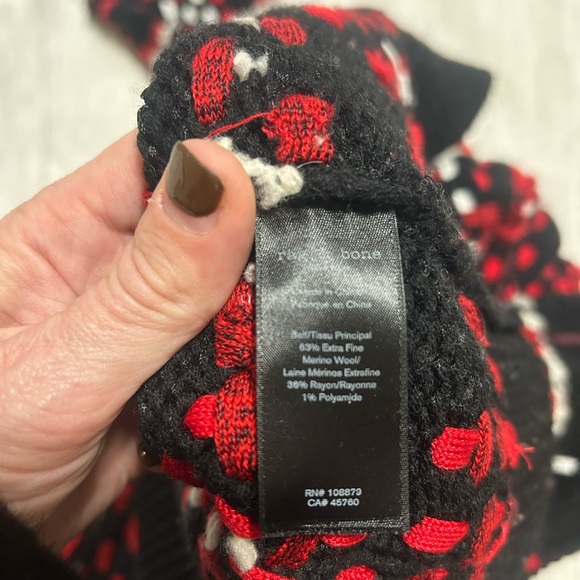 rag & bone
Made in China
Fabriqué en China
Self/Tissu Principal
63% Extra Fine
Merino Wool/
Laine Mérinos Extrafine
36% Rayon/Rayonne
1% Polyamide
RN# 108879
CA# 45760